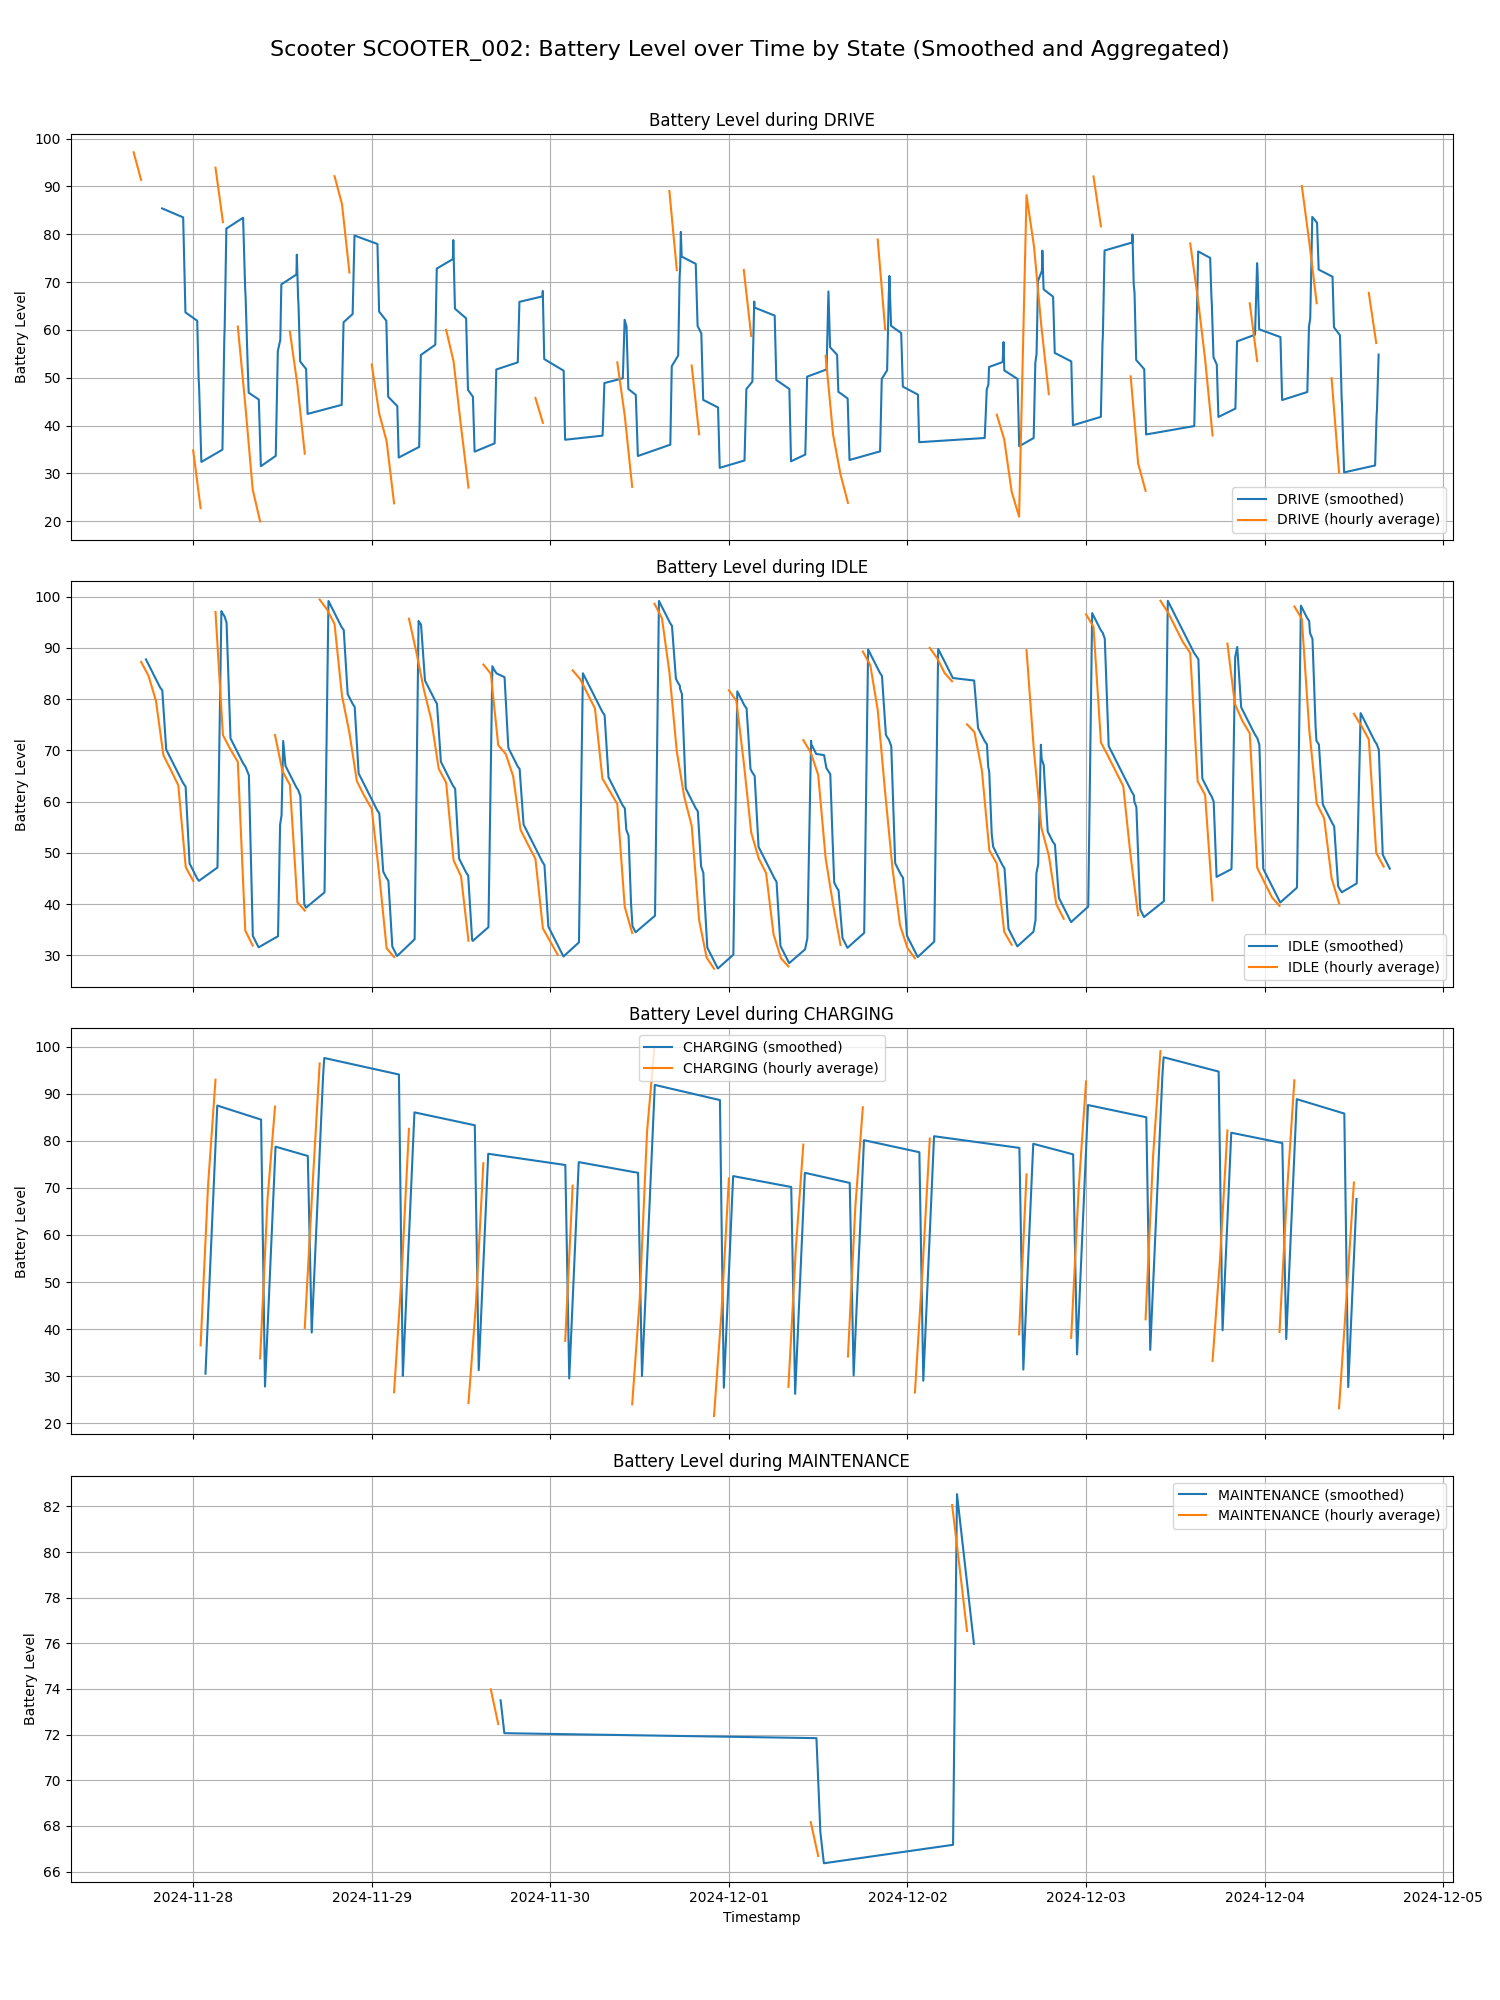 Scooter SCOOTER_002: Battery Level over Time by State (Smoothed and Aggregated)
Battery Level during DRIVE
100
90
80
70
60
50
40
30
20
Battery Level
DRIVE (smoothed)
DRIVE (hourly average)
Battery Level during IDLE
100
90
80
70
60
50
40
30
Battery Level
IDLE (smoothed)
IDLE (hourly average)
Battery Level during CHARGING
100
90
80
70
60
50
40
30
20
Battery Level
CHARGING (smoothed)
CHARGING (hourly average)
Battery Level during MAINTENANCE
82
80
78
76
74
72
70
68
66
Battery Level
MAINTENANCE (smoothed)
MAINTENANCE (hourly average)
2024-11-28 2024-11-29 2024-11-30 2024-12-01 2024-12-02 2024-12-03 2024-12-04 2024-12-05
Timestamp